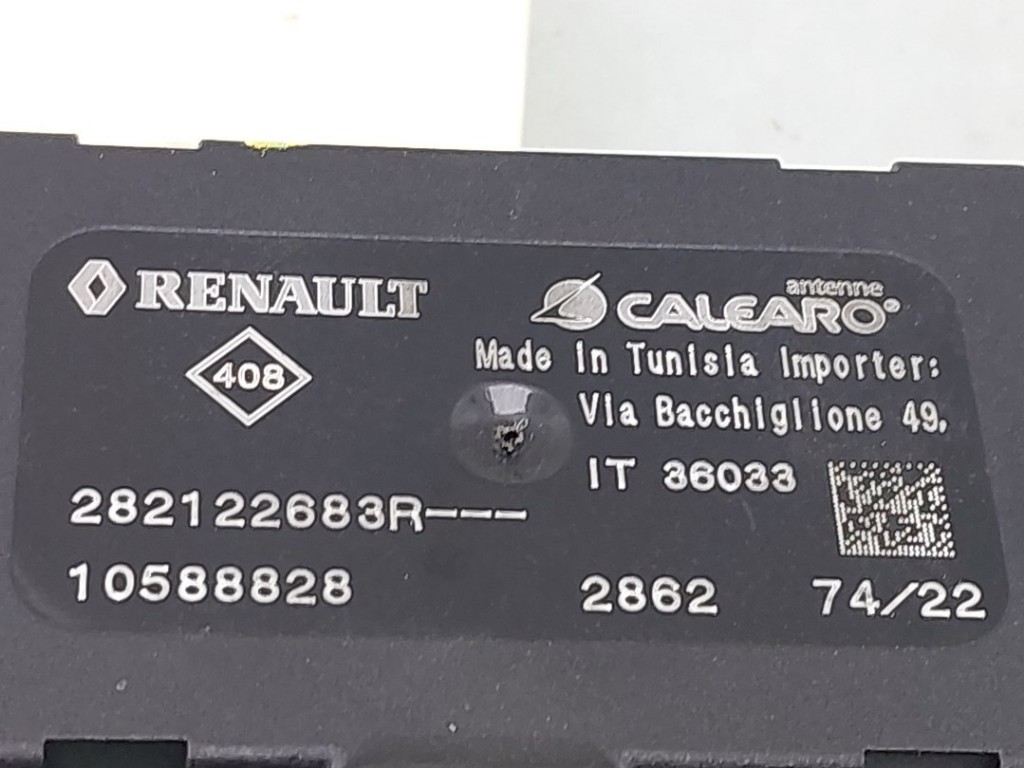 RENAULT
antenne
CALEARO
408
Made in Tunisia Importer:
Via Bacchiglione 49,
IT 36033
282122683R---
10588828 2862 74/22